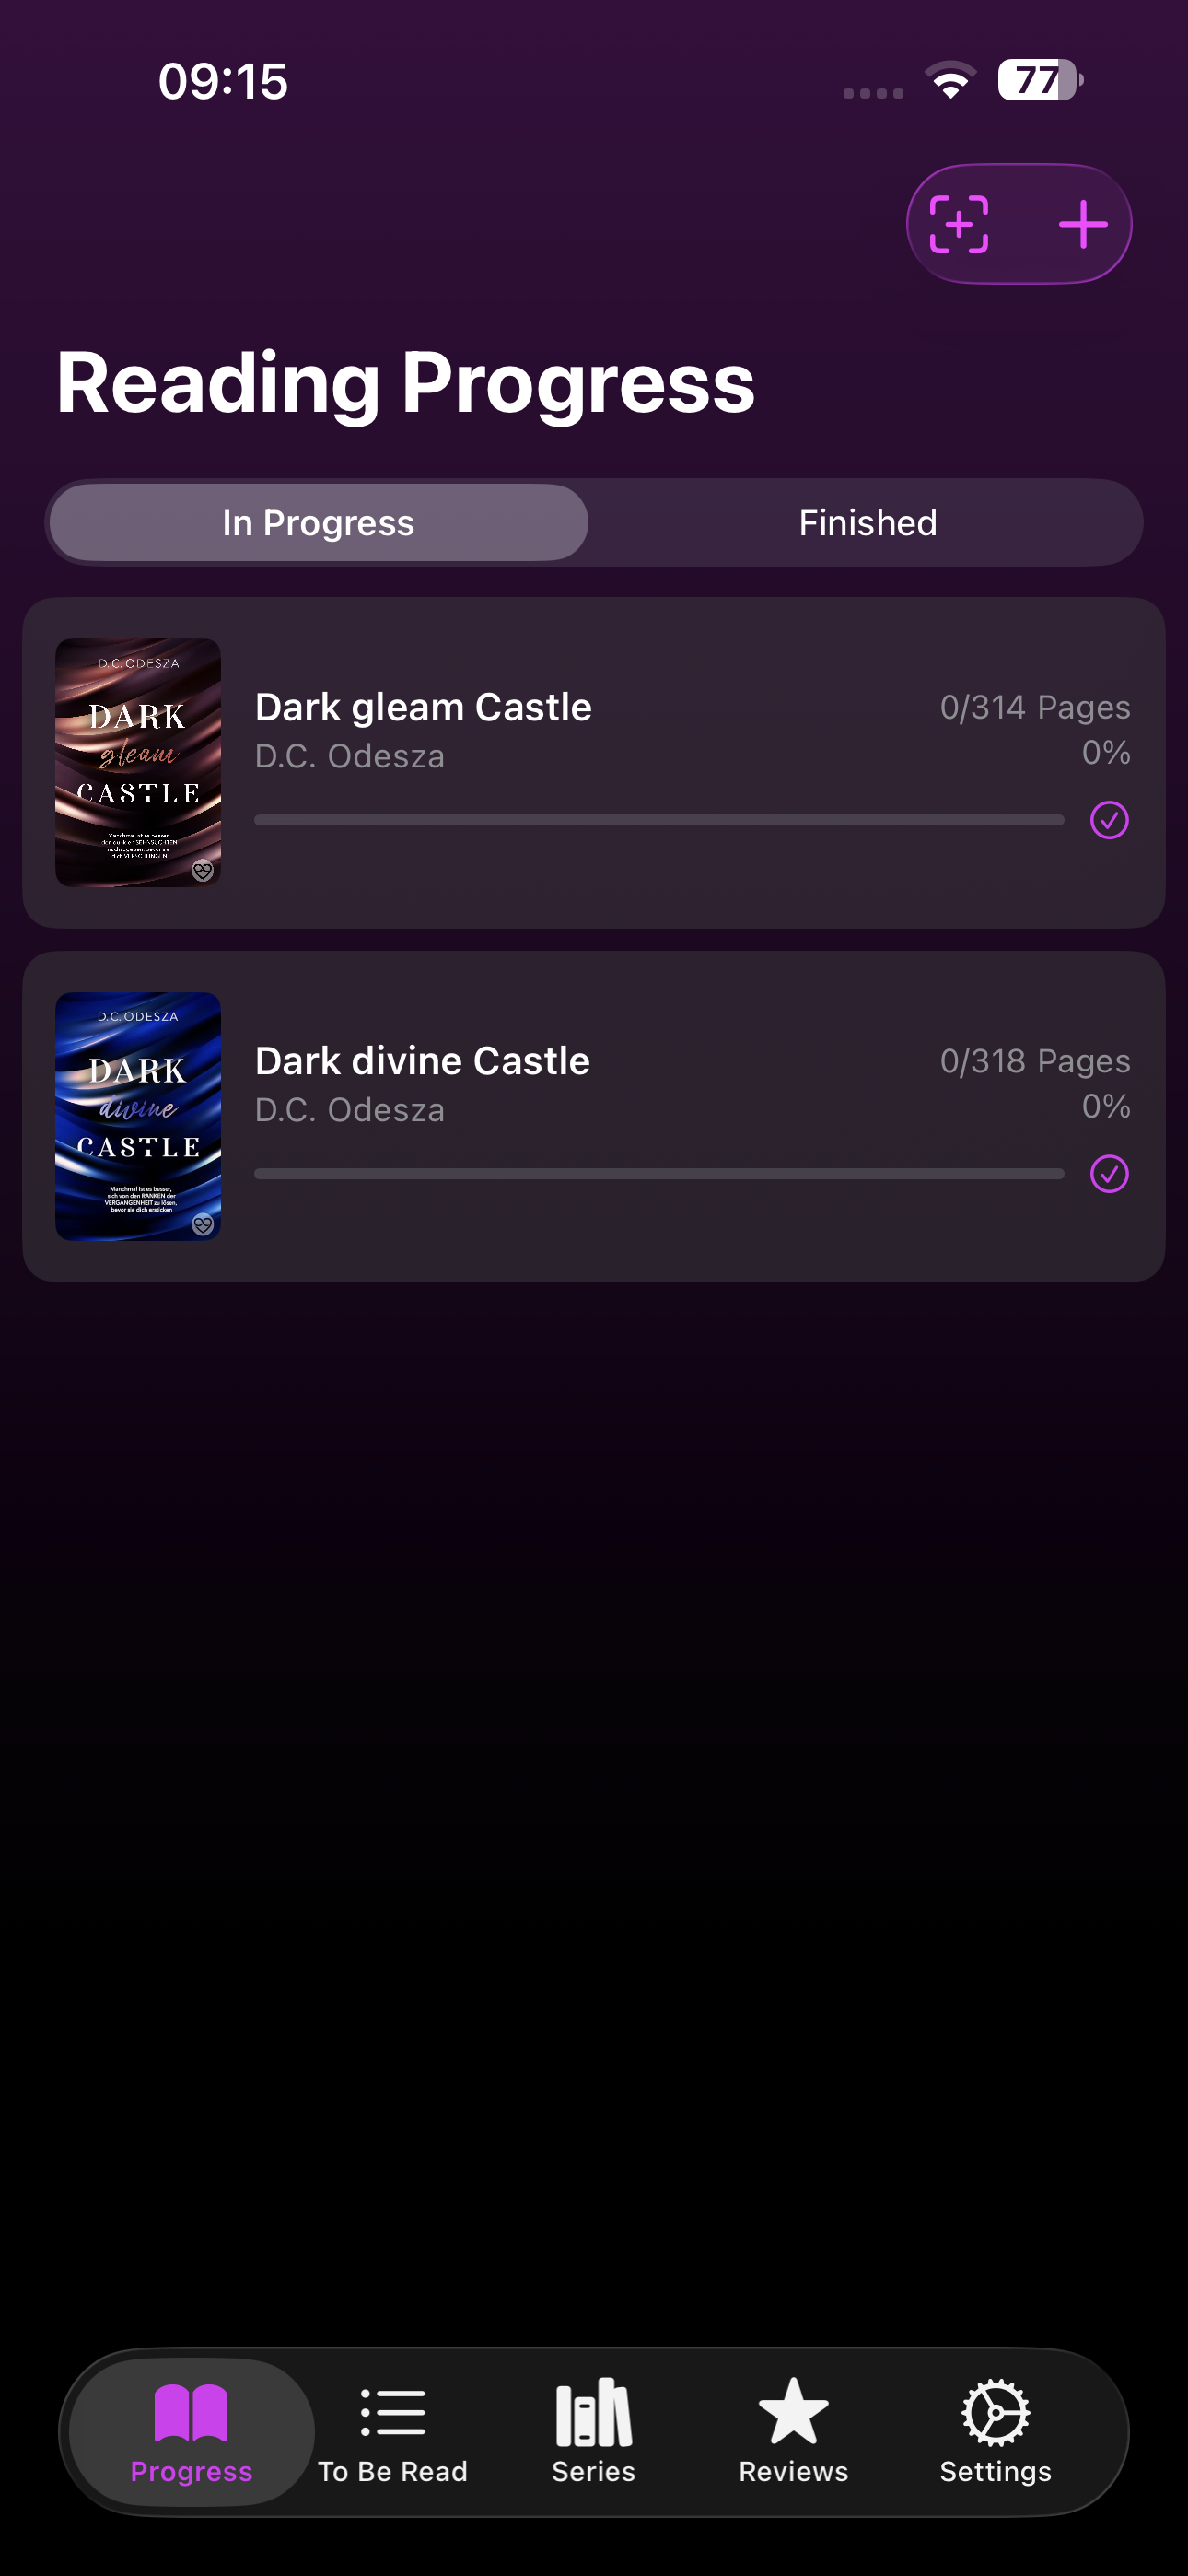 09:15
77
Reading Progress
In Progress
Finished
D.C. ODESZA
DARK
gleam
CASTLE
Dark gleam Castle
D.C. Odesza
0/314 Pages
0%
D.C. ODESZA
DARK
divine
CASTLE
Manchmal ist es besser,
sich von den RANKEN der
VERGANGENHEIT zu lösen,
bevor sie dich ersticken
Dark divine Castle
D.C. Odesza
0/318 Pages
0%
Progress
To Be Read
Series
Reviews
Settings